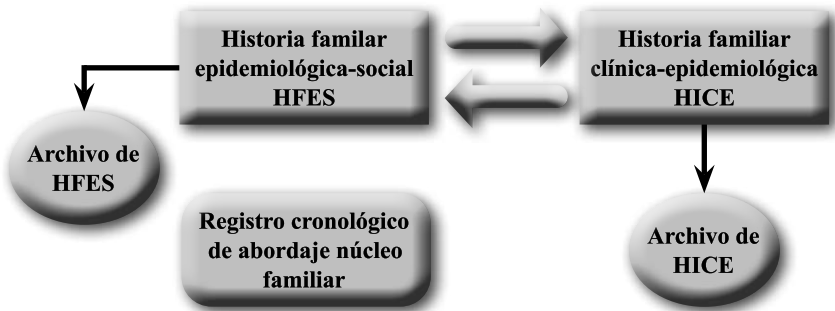 Historia familar
epidemiológica-social
HFES
Historia familiar
clínica-epidemiológica
HICE
Archivo de
HFES
Registro cronológico
de abordaje núcleo
familiar
Archivo de
HICE